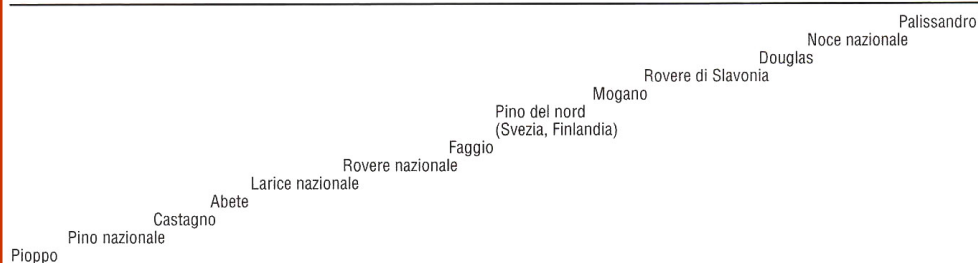 Palissandro
Noce nazionale
Douglas
Rovere di Slavonia
Mogano
Pino del nord
(Svezia, Finlandia)
Faggio
Rovere nazionale
Larice nazionale
Abete
Castagno
Pino nazionale
Pioppo